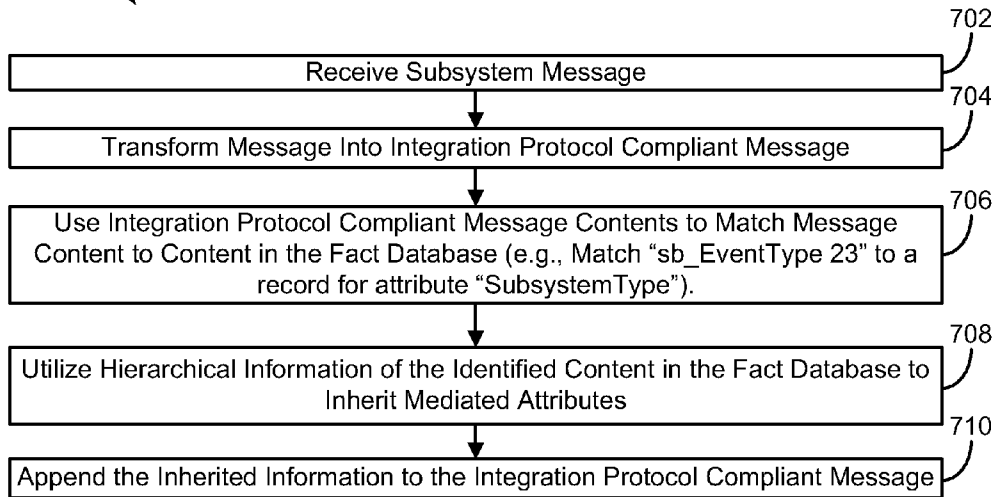 702
Receive Subsystem Message
704
Transform Message Into Integration Protocol Compliant Message
706
Use Integration Protocol Compliant Message Contents to Match Message
Content to Content in the Fact Database (e.g., Match “sb_EventType 23” to a
record for attribute “SubsystemType”).
708
Utilize Hierarchical Information of the Identified Content in the Fact Database to
Inherit Mediated Attributes
710
Append the Inherited Information to the Integration Protocol Compliant Message